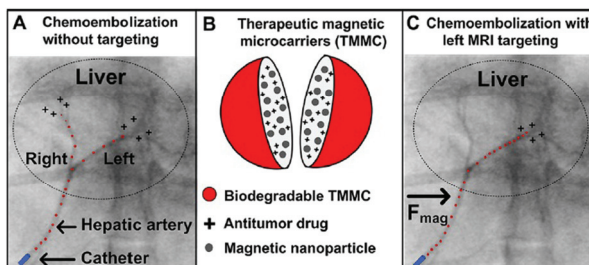 A Chemoembolization
without targeting
Liver
Right
Left
Hepatic artery
Catheter
B Therapeutic magnetic
microcarriers (TMMC)
Biodegradable TMMC
Antitumor drug
Magnetic nanoparticle
C Chemoembolization with
left MRI targeting
Liver
Fmag